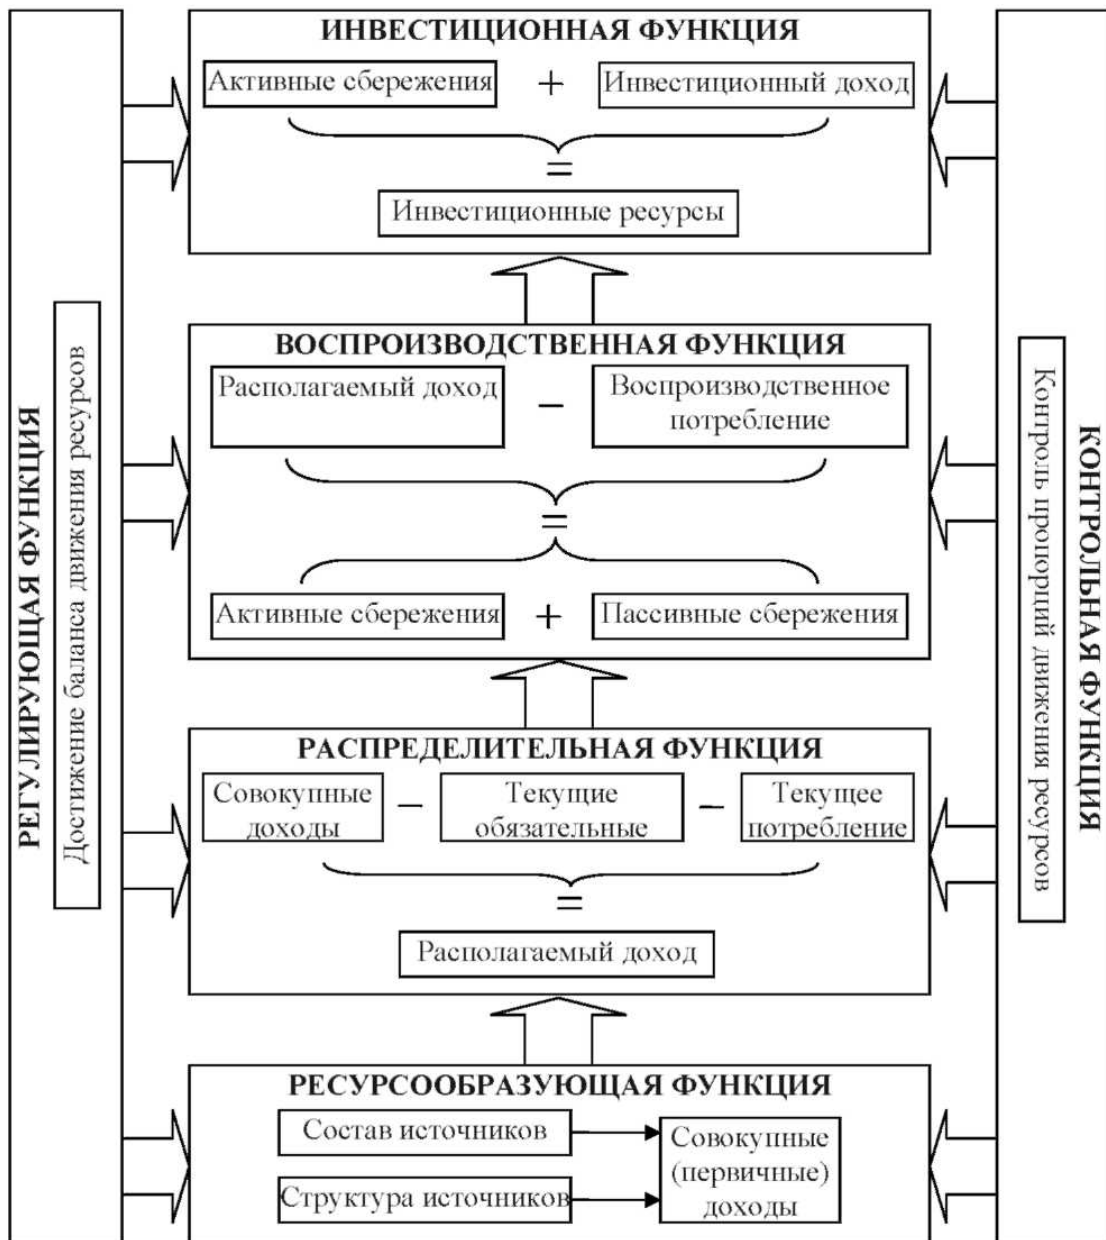 РЕГУЛИРУЮЩАЯ ФУНКЦИЯ
Достижение баланса движения ресурсов
ИНВЕСТИЦИОННАЯ ФУНКЦИЯ
Активные сбережения + Инвестиционный доход
=
Инвестиционные ресурсы
ВОСПРОИЗВОДСТВЕННАЯ ФУНКЦИЯ
Располагаемый доход – Воспроизводственное
потребление
=
Активные сбережения + Пассивные сбережения
РАСПРЕДЕЛИТЕЛЬНАЯ ФУНКЦИЯ
Совокупные
доходы
–
Текущие
обязательные
–
Текущее
потребление
=
Располагаемый доход
РЕСУРСООБРАЗУЮЩАЯ ФУНКЦИЯ
Состав источников
Структура источников
Совокупные
(первичные)
доходы
Контроль пропорций движения ресурсов
КОНТРОЛЬНАЯ ФУНКЦИЯ